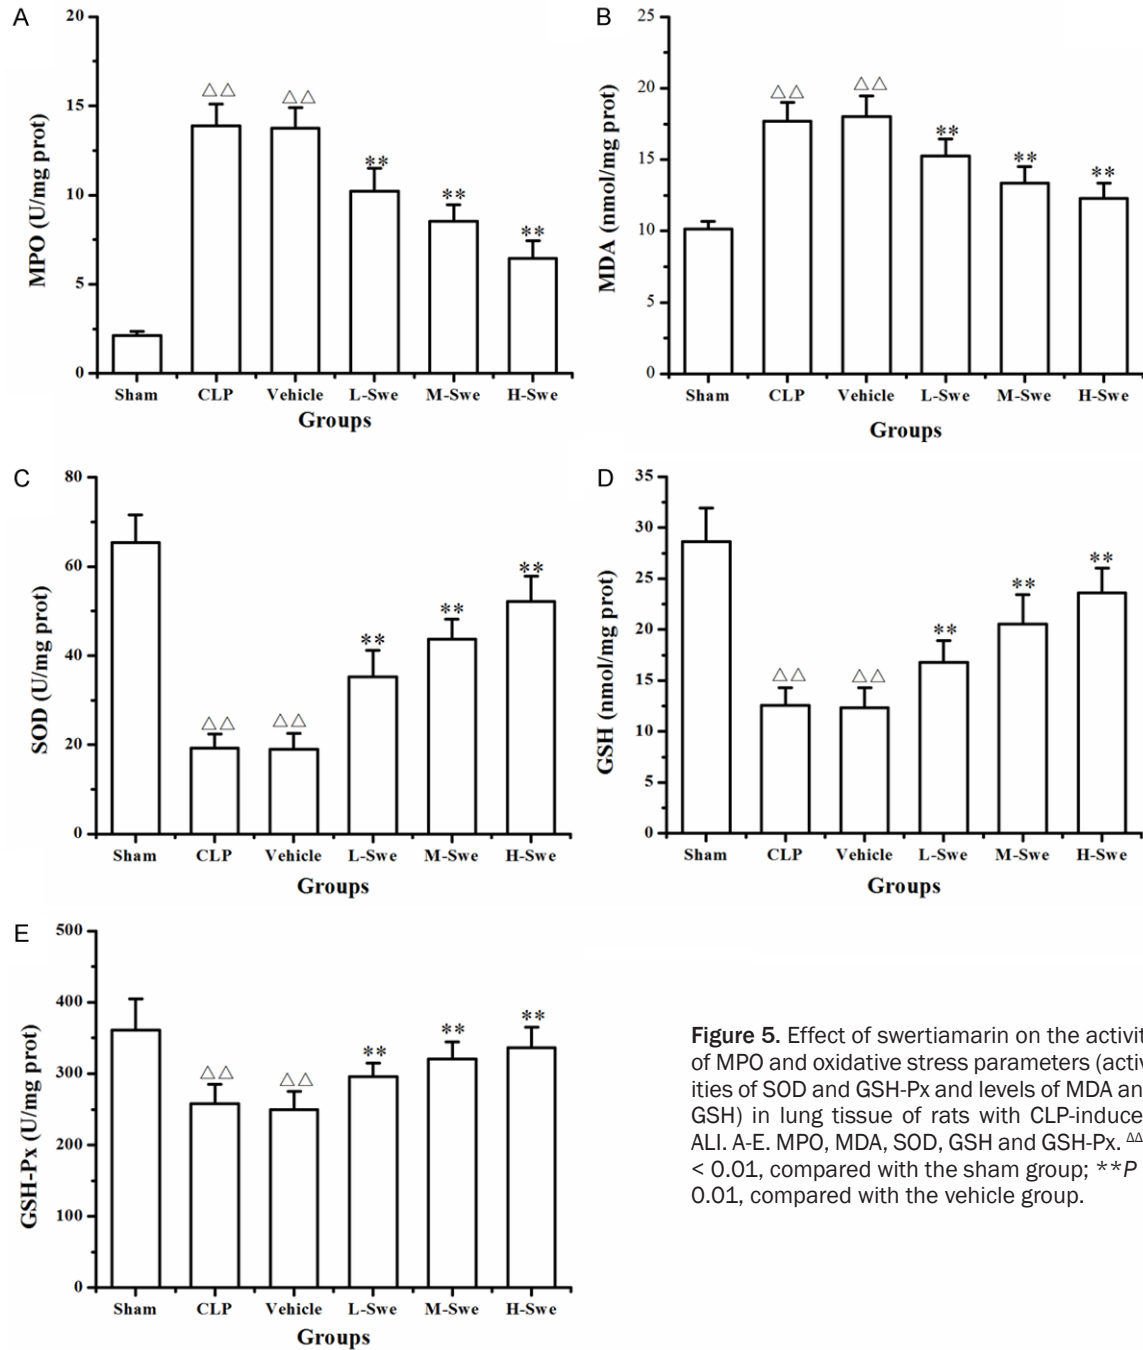 A
MPO (U/mg prot)
20
15
10
5
0
△△
△△
**
**
**
Sham CLP Vehicle L-Swe M-Swe H-Swe
Groups
B
MDA (nmol/mg prot)
25
20
15
10
5
0
△△
△△
**
**
**
Sham CLP Vehicle L-Swe M-Swe H-Swe
Groups
C
SOD (U/mg prot)
80
60
40
20
0
△△
△△
**
**
**
Sham CLP Vehicle L-Swe M-Swe H-Swe
Groups
D
GSH (nmol/mg prot)
35
30
25
20
15
10
5
0
△△
△△
**
**
**
Sham CLP Vehicle L-Swe M-Swe H-Swe
Groups
E
GSH-Px (U/mg prot)
500
400
300
200
100
0
△△
△△
**
**
**
Sham CLP Vehicle L-Swe M-Swe H-Swe
Groups
Figure 5. Effect of swertiamarin on the activit
of MPO and oxidative stress parameters (activ
ities of SOD and GSH-Px and levels of MDA an
GSH) in lung tissue of rats with CLP-induce
ALI. A-E. MPO, MDA, SOD, GSH and GSH-Px. ΔΔ
< 0.01, compared with the sham group; **P
0.01, compared with the vehicle group.